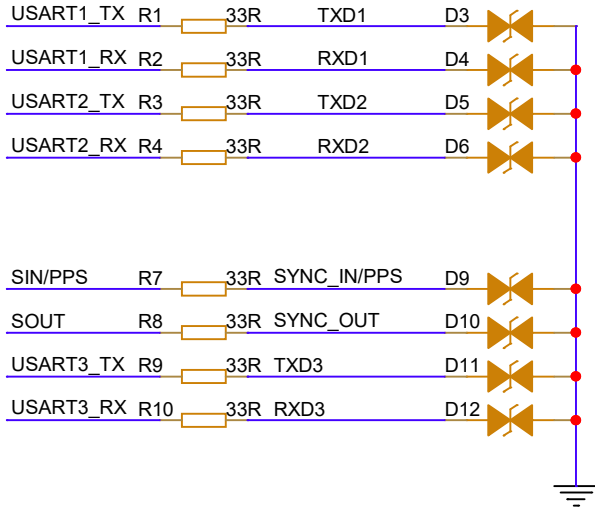 USART1_TX R1 33R TXD1 D3
USART1_RX R2 33R RXD1 D4
USART2_TX R3 33R TXD2 D5
USART2_RX R4 33R RXD2 D6
SIN/PPS R7 33R SYNC_IN/PPS D9
SOUT R8 33R SYNC_OUT D10
USART3_TX R9 33R TXD3 D11
USART3_RX R10 33R RXD3 D12